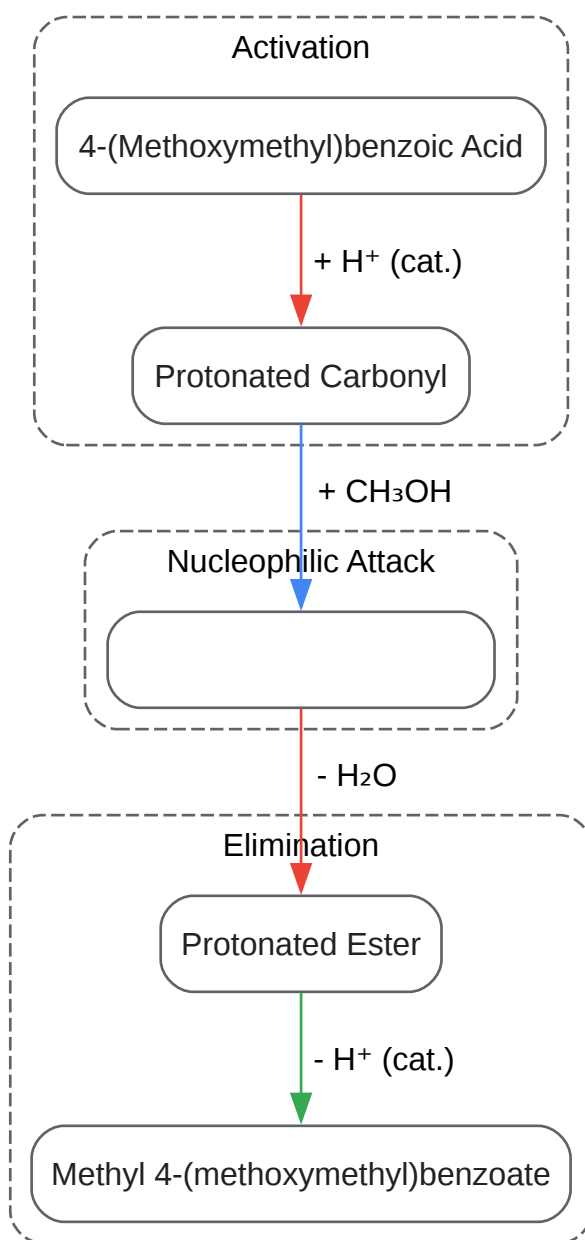 Activation
4-(Methoxymethyl)benzoic Acid
+ H⁺ (cat.)
Protonated Carbonyl
+ CH₃OH
Nucleophilic Attack
- H₂O
Elimination
Protonated Ester
- H⁺ (cat.)
Methyl 4-(methoxymethyl)benzoate